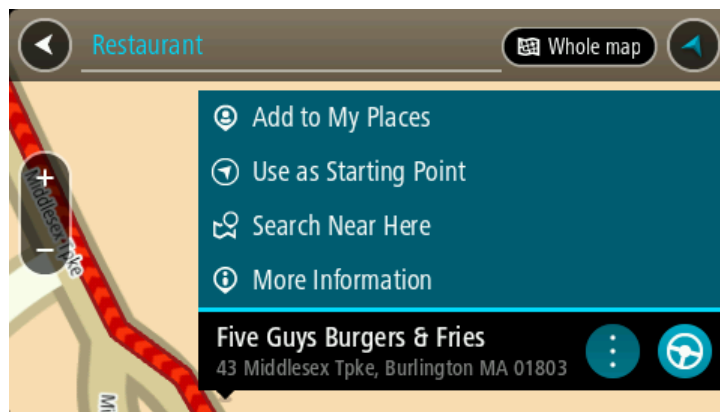 Restaurant
Whole map
Add to My Places
Use as Starting Point
Search Near Here
More Information
Five Guys Burgers & Fries
43 Middlesex Tpke, Burlington MA 01803
+
−
Middlesex Tpke
Mi